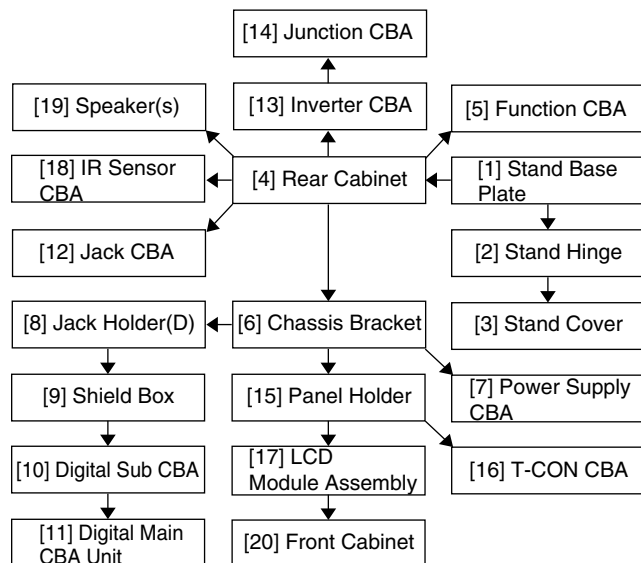 [14] Junction CBA
[19] Speaker(s)
[13] Inverter CBA
[5] Function CBA
[18] IR Sensor
CBA
[4] Rear Cabinet
[1] Stand Base
Plate
[12] Jack CBA
[2] Stand Hinge
[8] Jack Holder(D)
[6] Chassis Bracket
[3] Stand Cover
[9] Shield Box
[15] Panel Holder
[7] Power Supply
CBA
[10] Digital Sub CBA
[17] LCD
Module Assembly
[16] T-CON CBA
[11] Digital Main
CBA Unit
[20] Front Cabinet